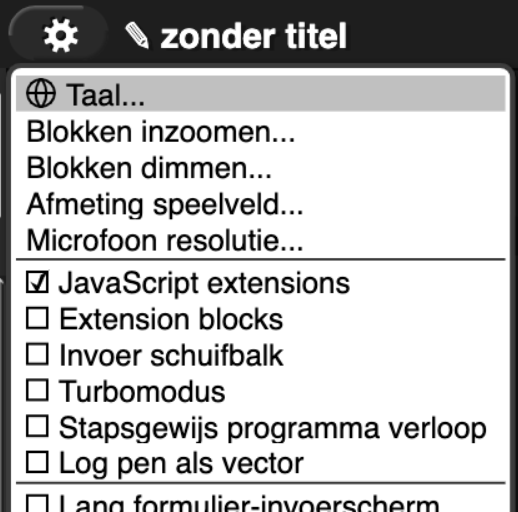 zonder titel
Taal...
Blokken inzoomen...
Blokken dimmen...
Afmeting speelveld...
Microfoon resolutie...
JavaScript extensions
Extension blocks
Invoer schuifbalk
Turbomodus
Stapsgewijs programma verloop
Log pen als vector
Lang formulier-invoerscherm